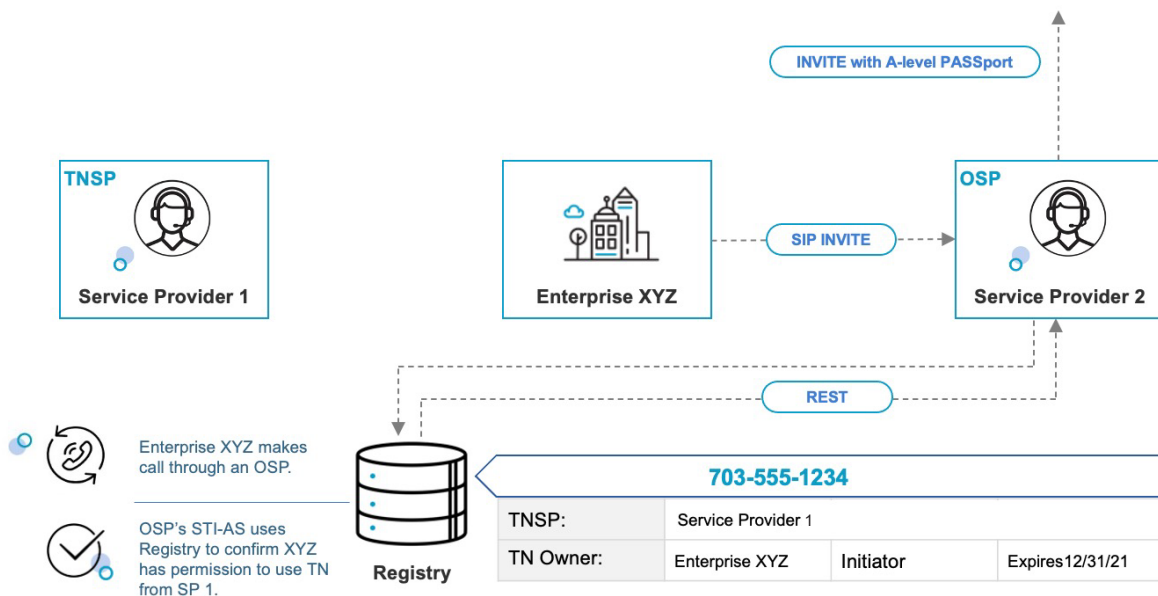 INVITE with A-level PASSport
TNSP
Service Provider 1
Enterprise XYZ
SIP INVITE
OSP
Service Provider 2
REST
Enterprise XYZ makes
call through an OSP.
OSP's STI-AS uses
Registry to confirm XYZ
has permission to use TN
from SP 1.
Registry
703-555-1234
TNSP: Service Provider 1
TN Owner: Enterprise XYZ Initiator Expires12/31/21